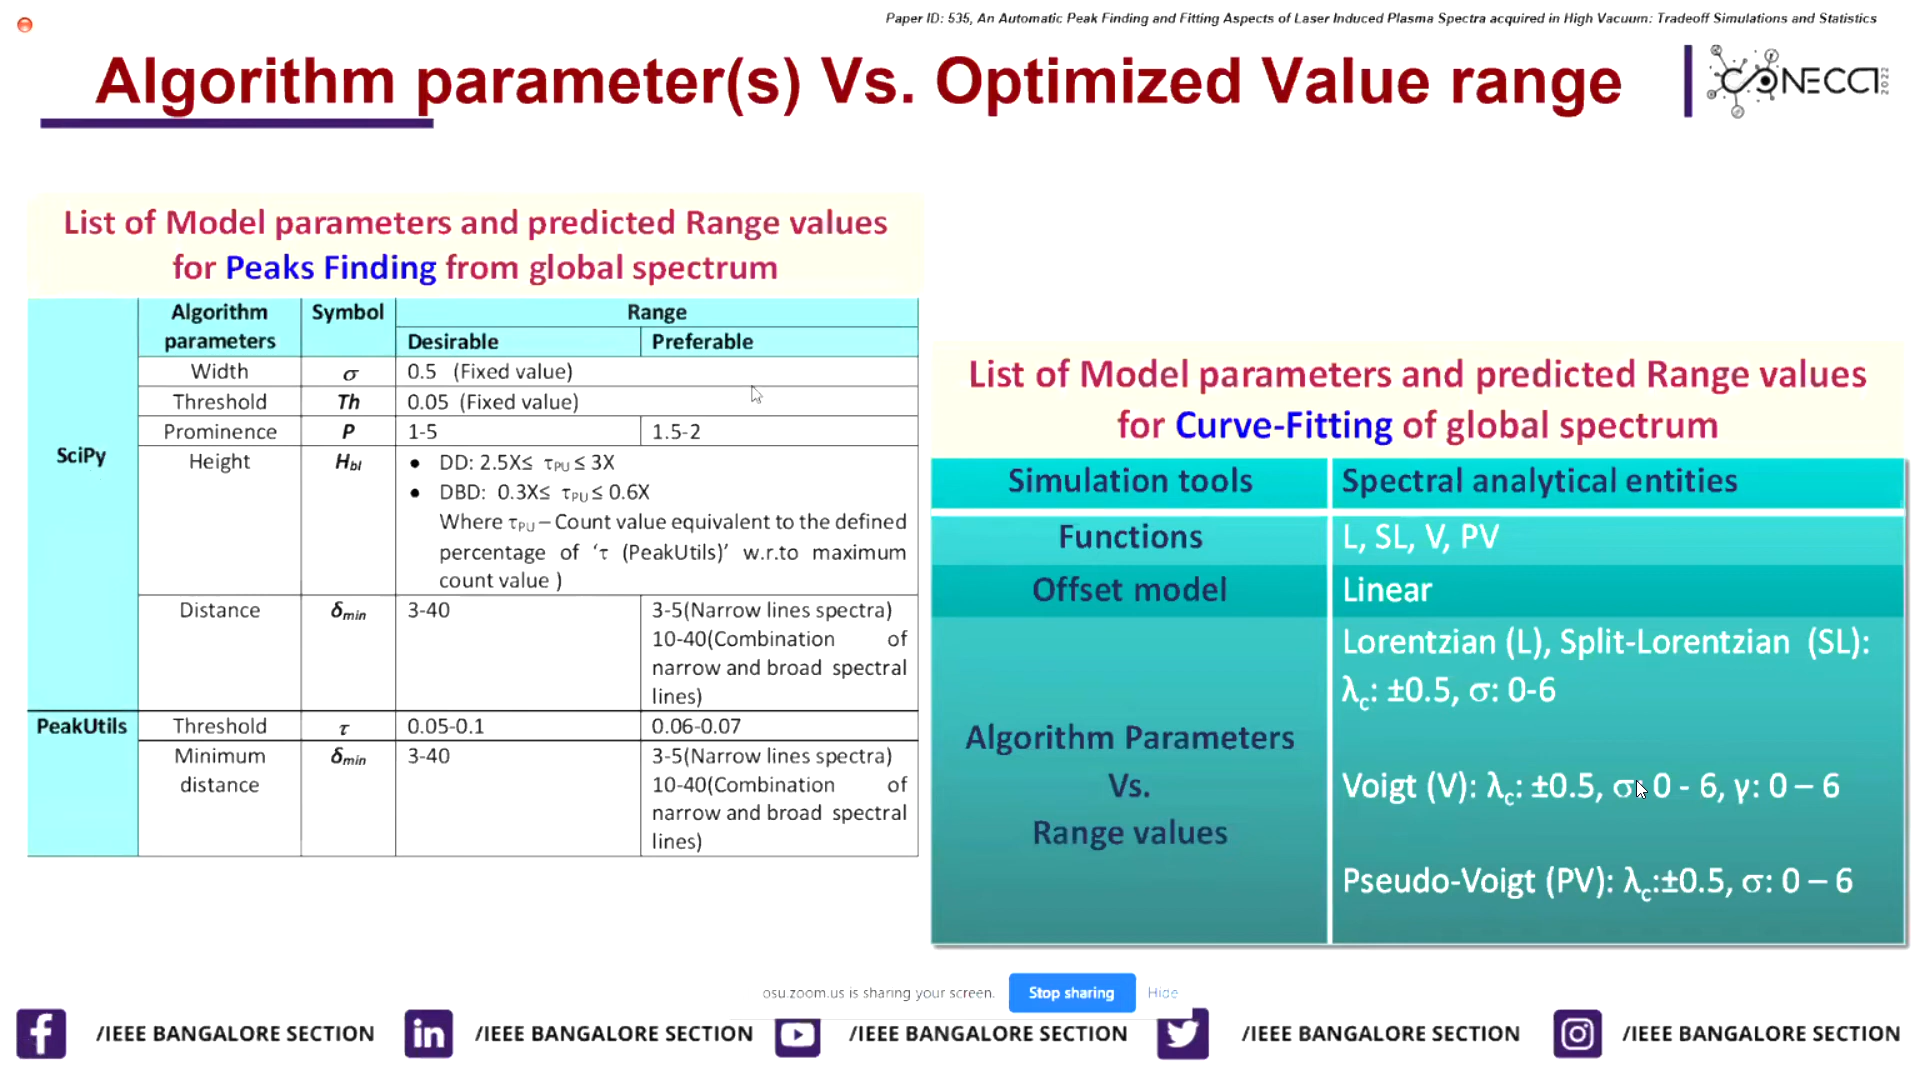 Paper ID: 535, An Automatic Peak Finding and Fitting Aspects of Laser Induced Plasma Spectra acquired in High Vacuum: Tradeoff Simulations and Statistics
Algorithm parameter(s) Vs. Optimized Value range
CONECCT 2022
List of Model parameters and predicted Range values
for Peaks Finding from global spectrum
Algorithm parameters Symbol Range
Desirable Preferable
SciPy
Width σ 0.5 (Fixed value)
Threshold Th 0.05 (Fixed value)
Prominence P 1-5 1.5-2
Height Hbl • DD: 2.5X≤ τPU ≤ 3X
• DBD: 0.3X≤ τPU ≤ 0.6X
Where τPU – Count value equivalent to the defined
percentage of ‘τ (PeakUtils)’ w.r.to maximum
count value )
Distance δmin 3-40 3-5(Narrow lines spectra)
10-40(Combination of
narrow and broad spectral
lines)
PeakUtils Threshold τ 0.05-0.1 0.06-0.07
Minimum distance δmin 3-40 3-5(Narrow lines spectra)
10-40(Combination of
narrow and broad spectral
lines)
List of Model parameters and predicted Range values
for Curve-Fitting of global spectrum
Simulation tools Spectral analytical entities
Functions L, SL, V, PV
Offset model Linear
Algorithm Parameters
Vs.
Range values
Lorentzian (L), Split-Lorentzian (SL):
λc: ±0.5, σ: 0-6
Voigt (V): λc: ±0.5, σ: 0 - 6, γ: 0 – 6
Pseudo-Voigt (PV): λc:±0.5, σ: 0 – 6
osu.zoom.us is sharing your screen. Stop sharing Hide
/IEEE BANGALORE SECTION /IEEE BANGALORE SECTION /IEEE BANGALORE SECTION /IEEE BANGALORE SECTION /IEEE BANGALORE SECTION